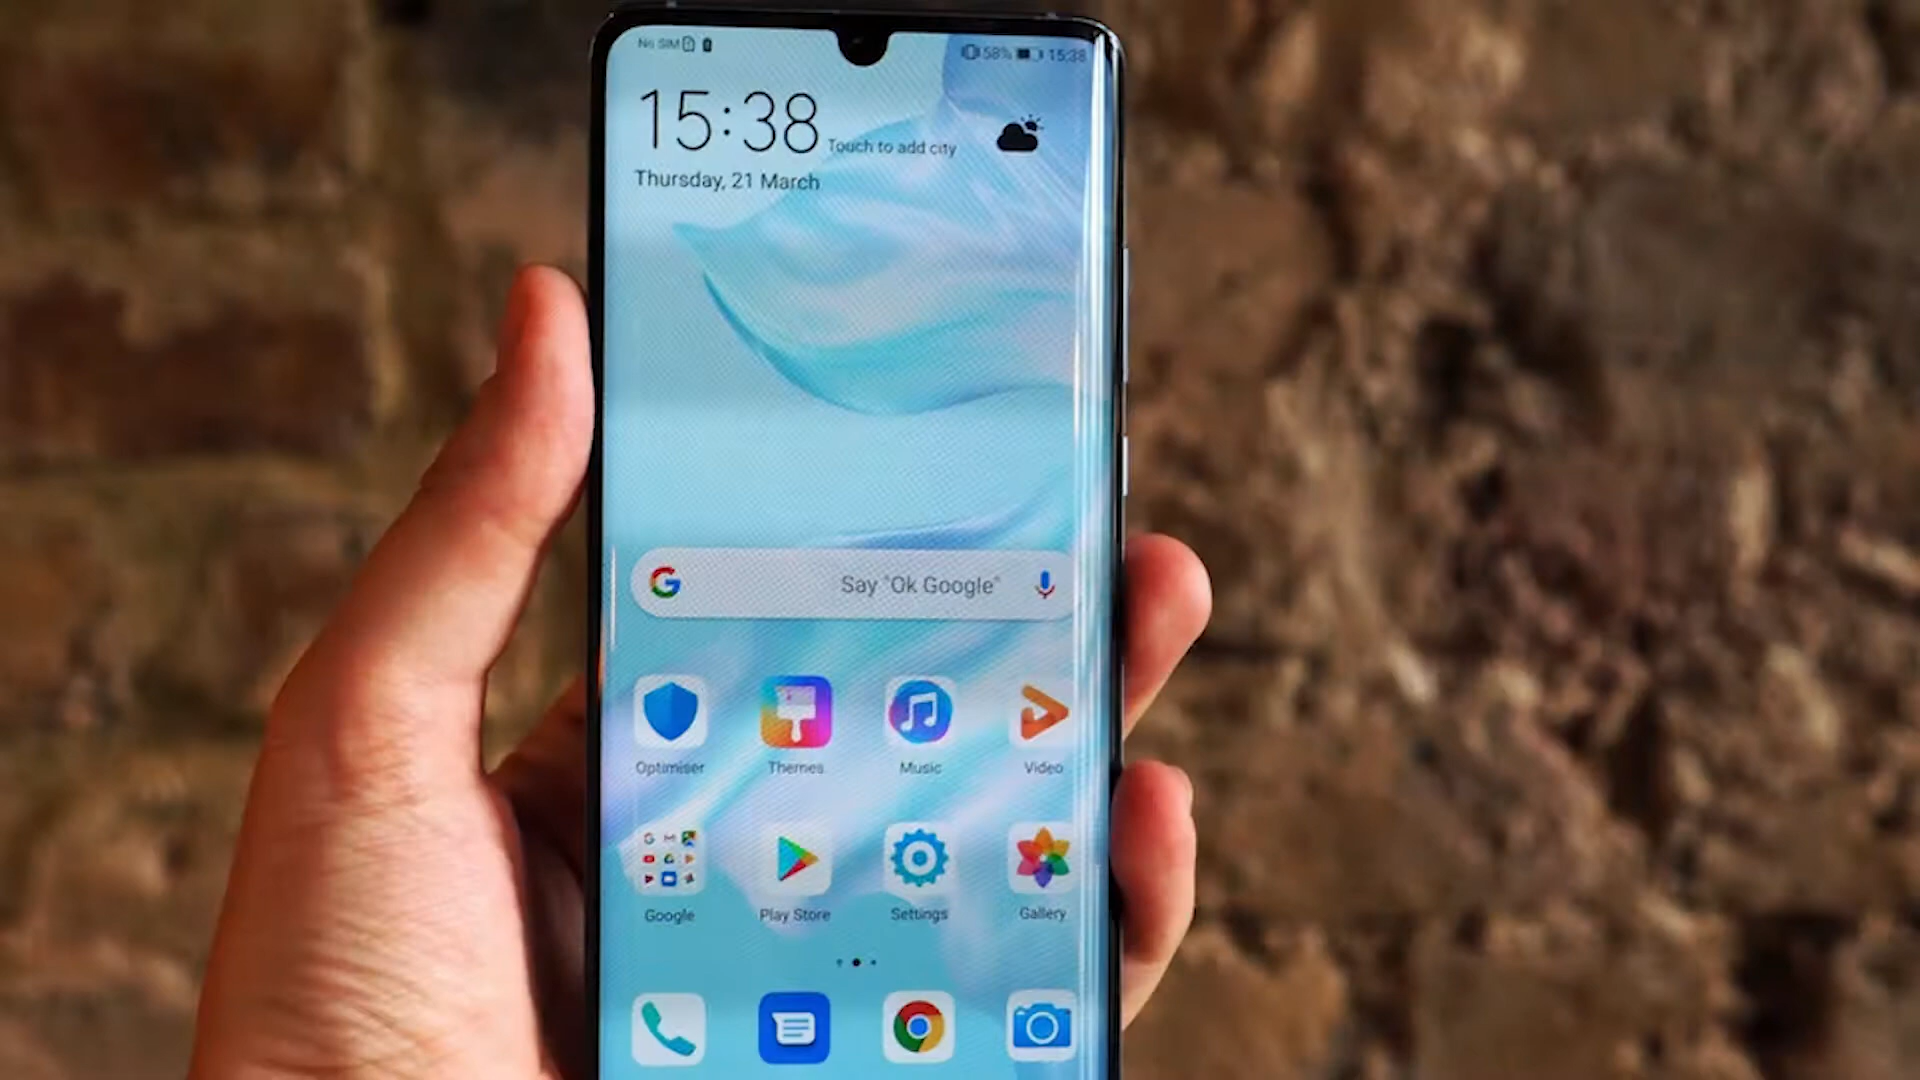 No SIM
58% 15:38
15:38 Touch to add city
Thursday, 21 March
Say "Ok Google"
Optimiser Themes Music Video
Google Play Store Settings Gallery